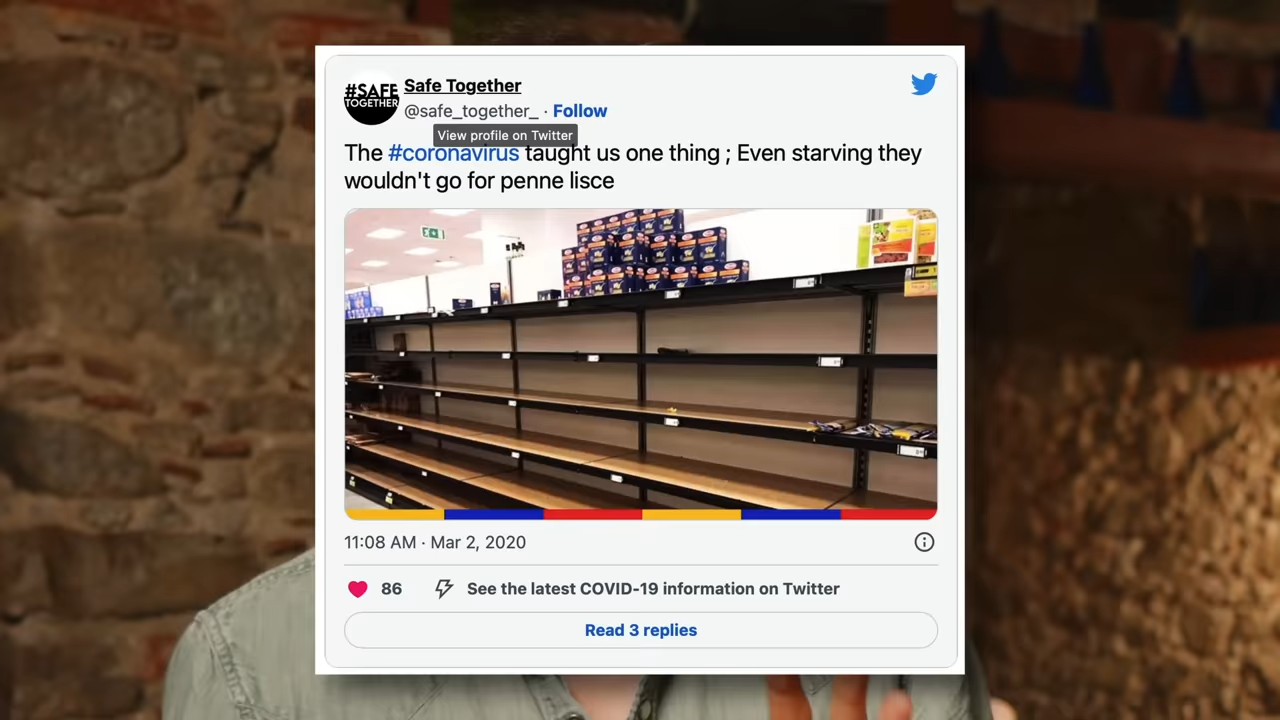 #SAFE
TOGETHER
Safe Together
@safe_together_ · Follow
View profile on Twitter
The #coronavirus taught us one thing ; Even starving they
wouldn't go for penne lisce
11:08 AM · Mar 2, 2020
86
See the latest COVID-19 information on Twitter
Read 3 replies